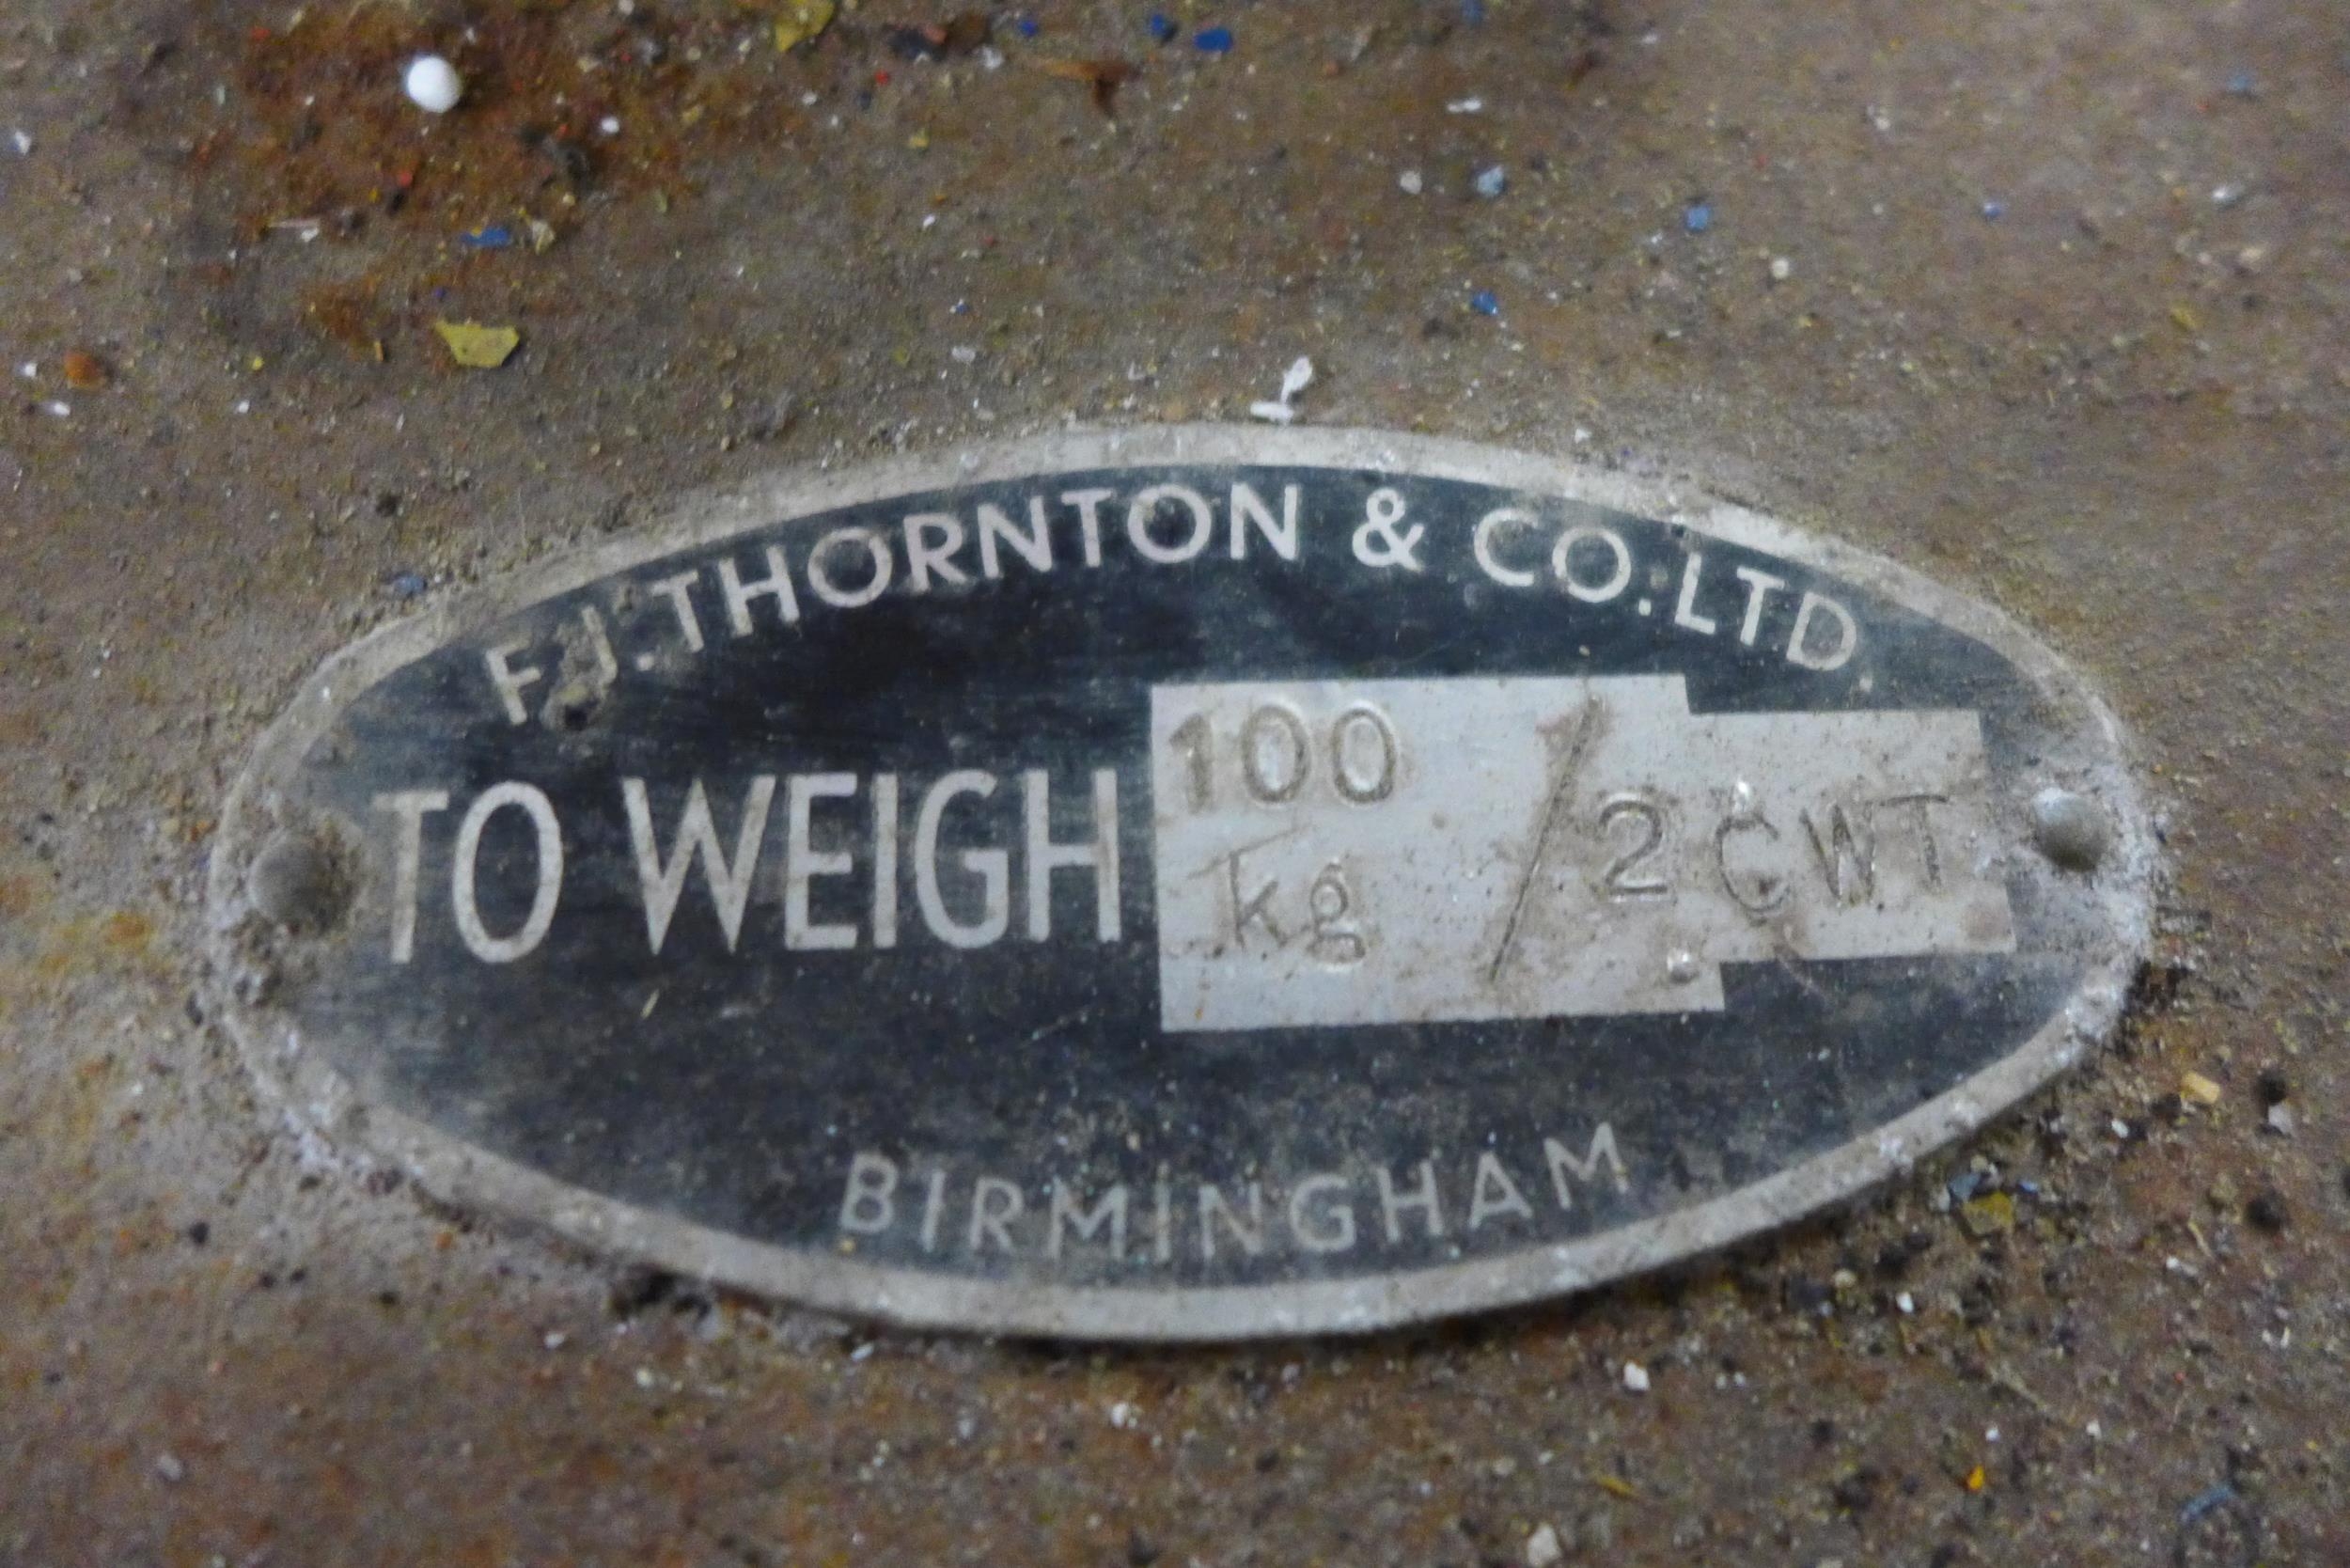 F.J. THORNTON & CO. LTD.
TO WEIGH 100 kg / 2 CWT
BIRMINGHAM